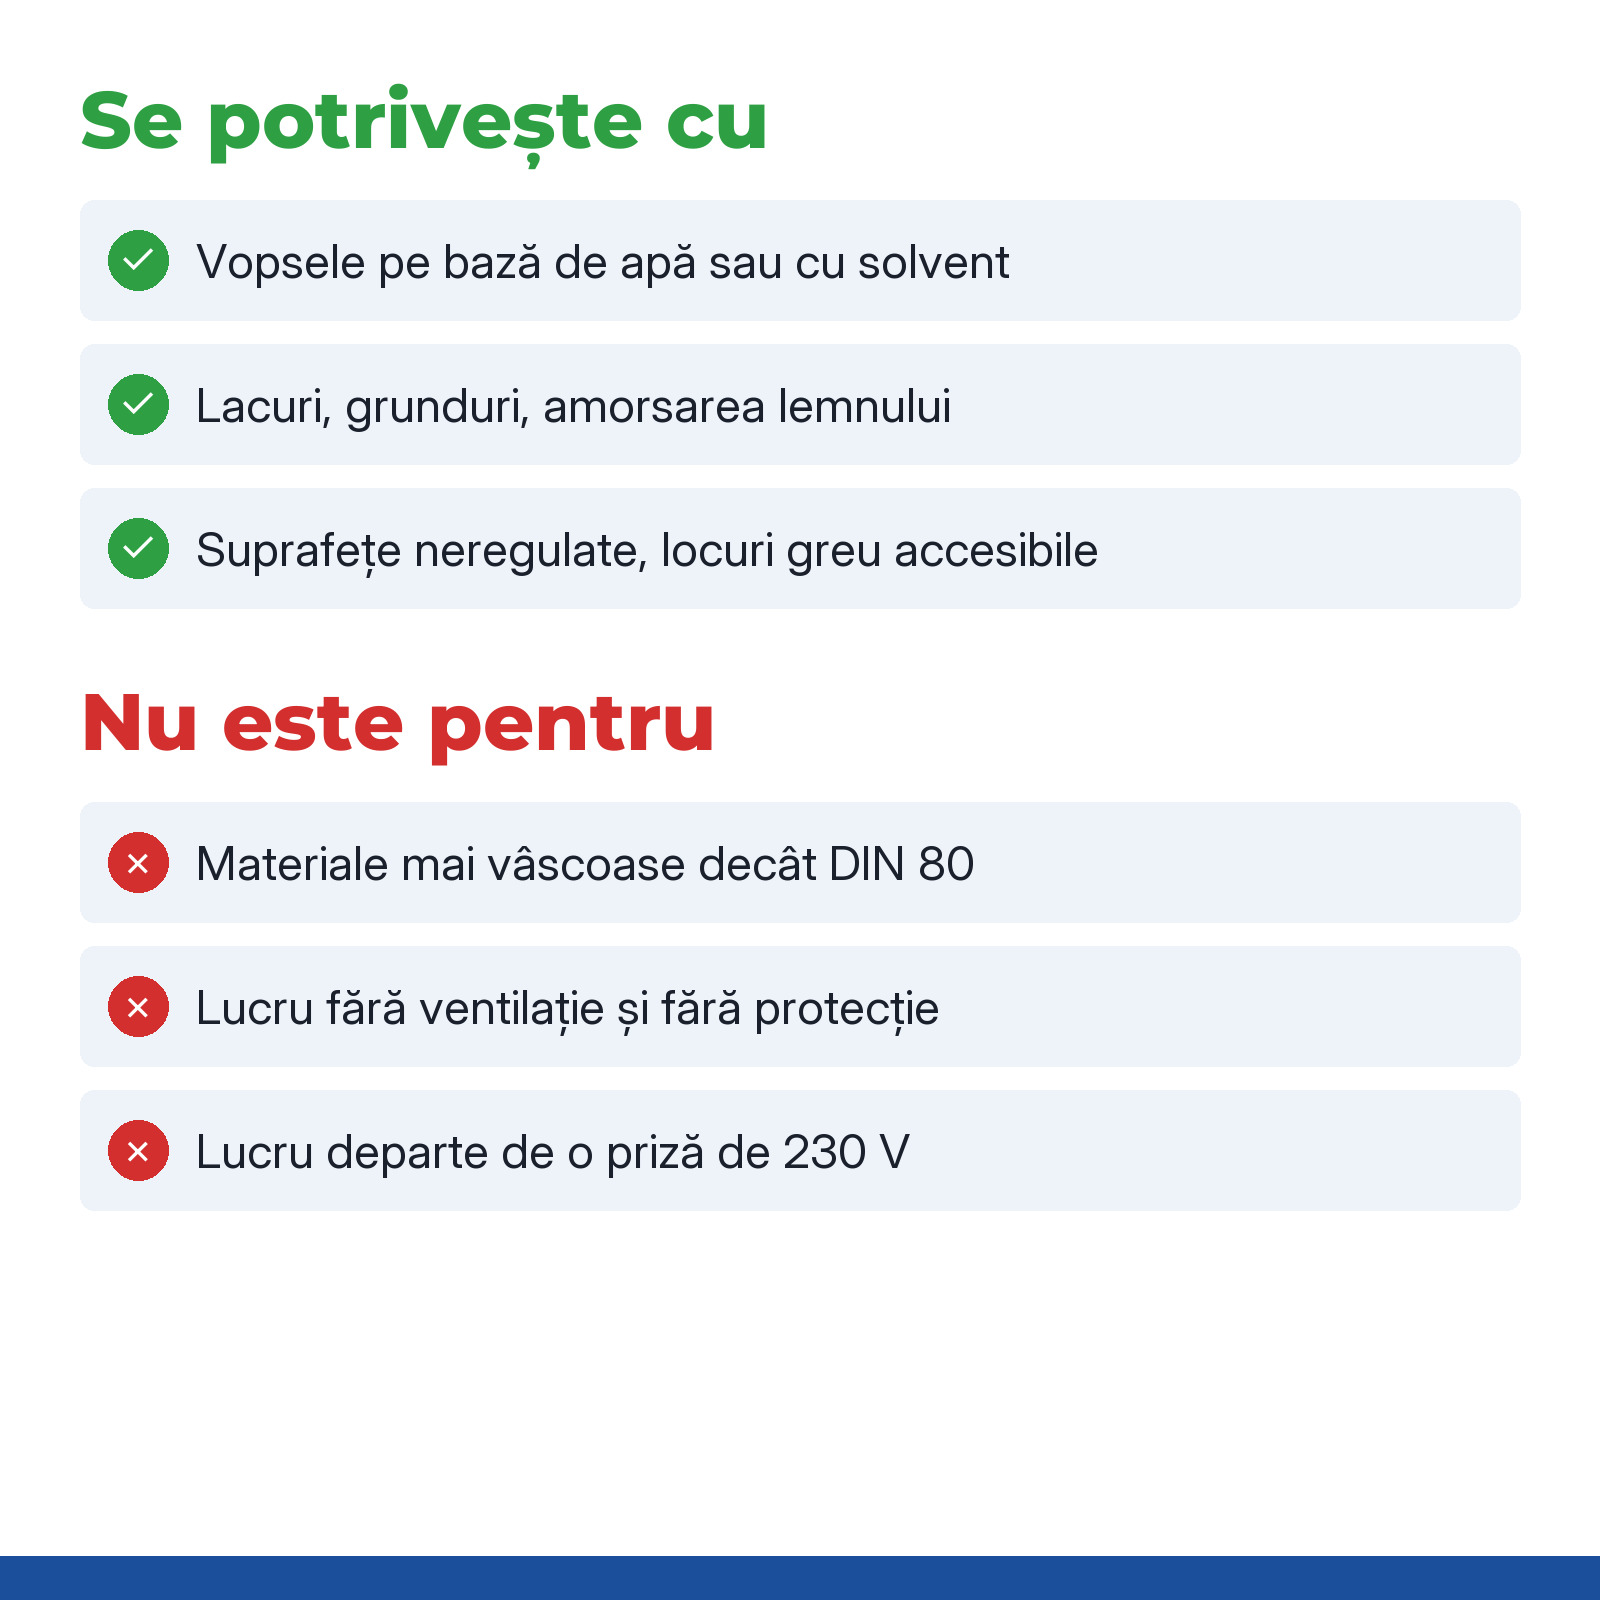 Se potrivește cu
Vopsele pe bază de apă sau cu solvent
Lacuri, grunduri, amorsarea lemnului
Suprafețe neregulate, locuri greu accesibile
Nu este pentru
Materiale mai vâscoase decât DIN 80
Lucru fără ventilație și fără protecție
Lucru departe de o priză de 230 V